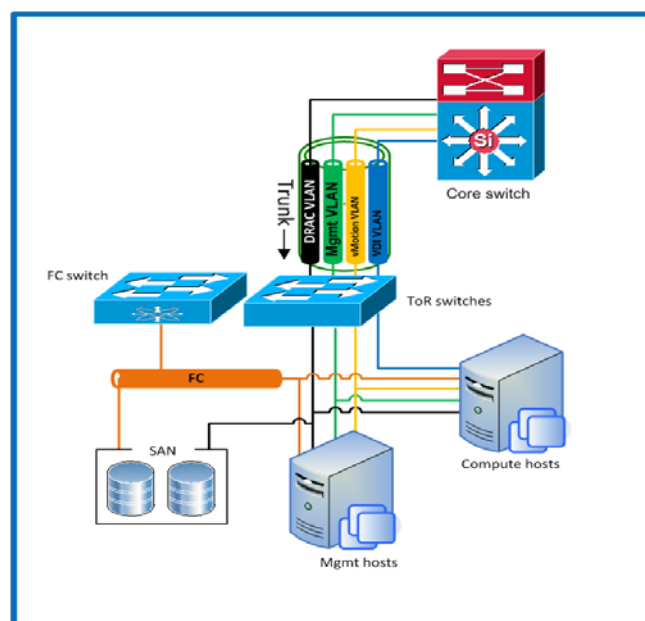 Si
Core switch
Trunk
DRAC VLAN
Mgmt VLAN
vMotion VLAN
VDI VLAN
FC switch
ToR switches
FC
SAN
Compute hosts
Mgmt hosts